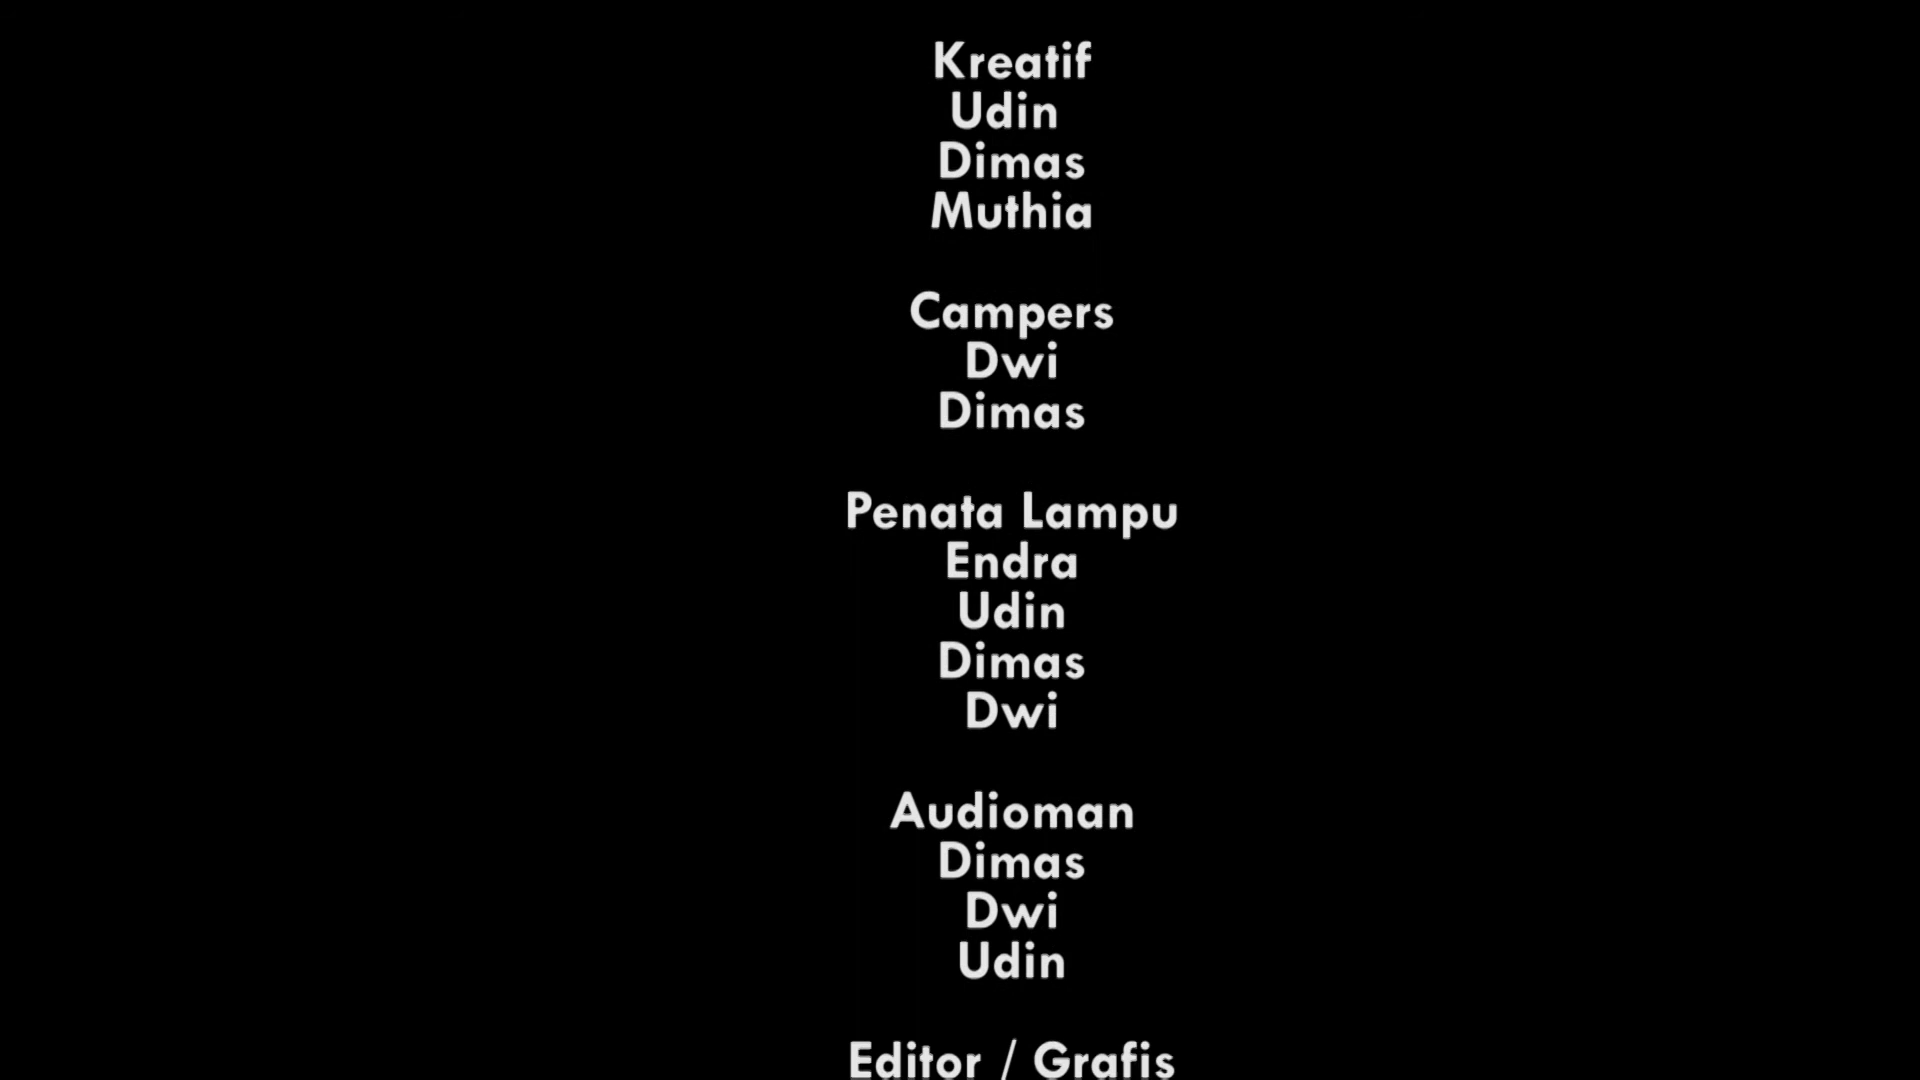 Kreatif
Udin
Dimas
Muthia
Campers
Dwi
Dimas
Penata Lampu
Endra
Udin
Dimas
Dwi
Audioman
Dimas
Dwi
Udin
Editor / Grafis